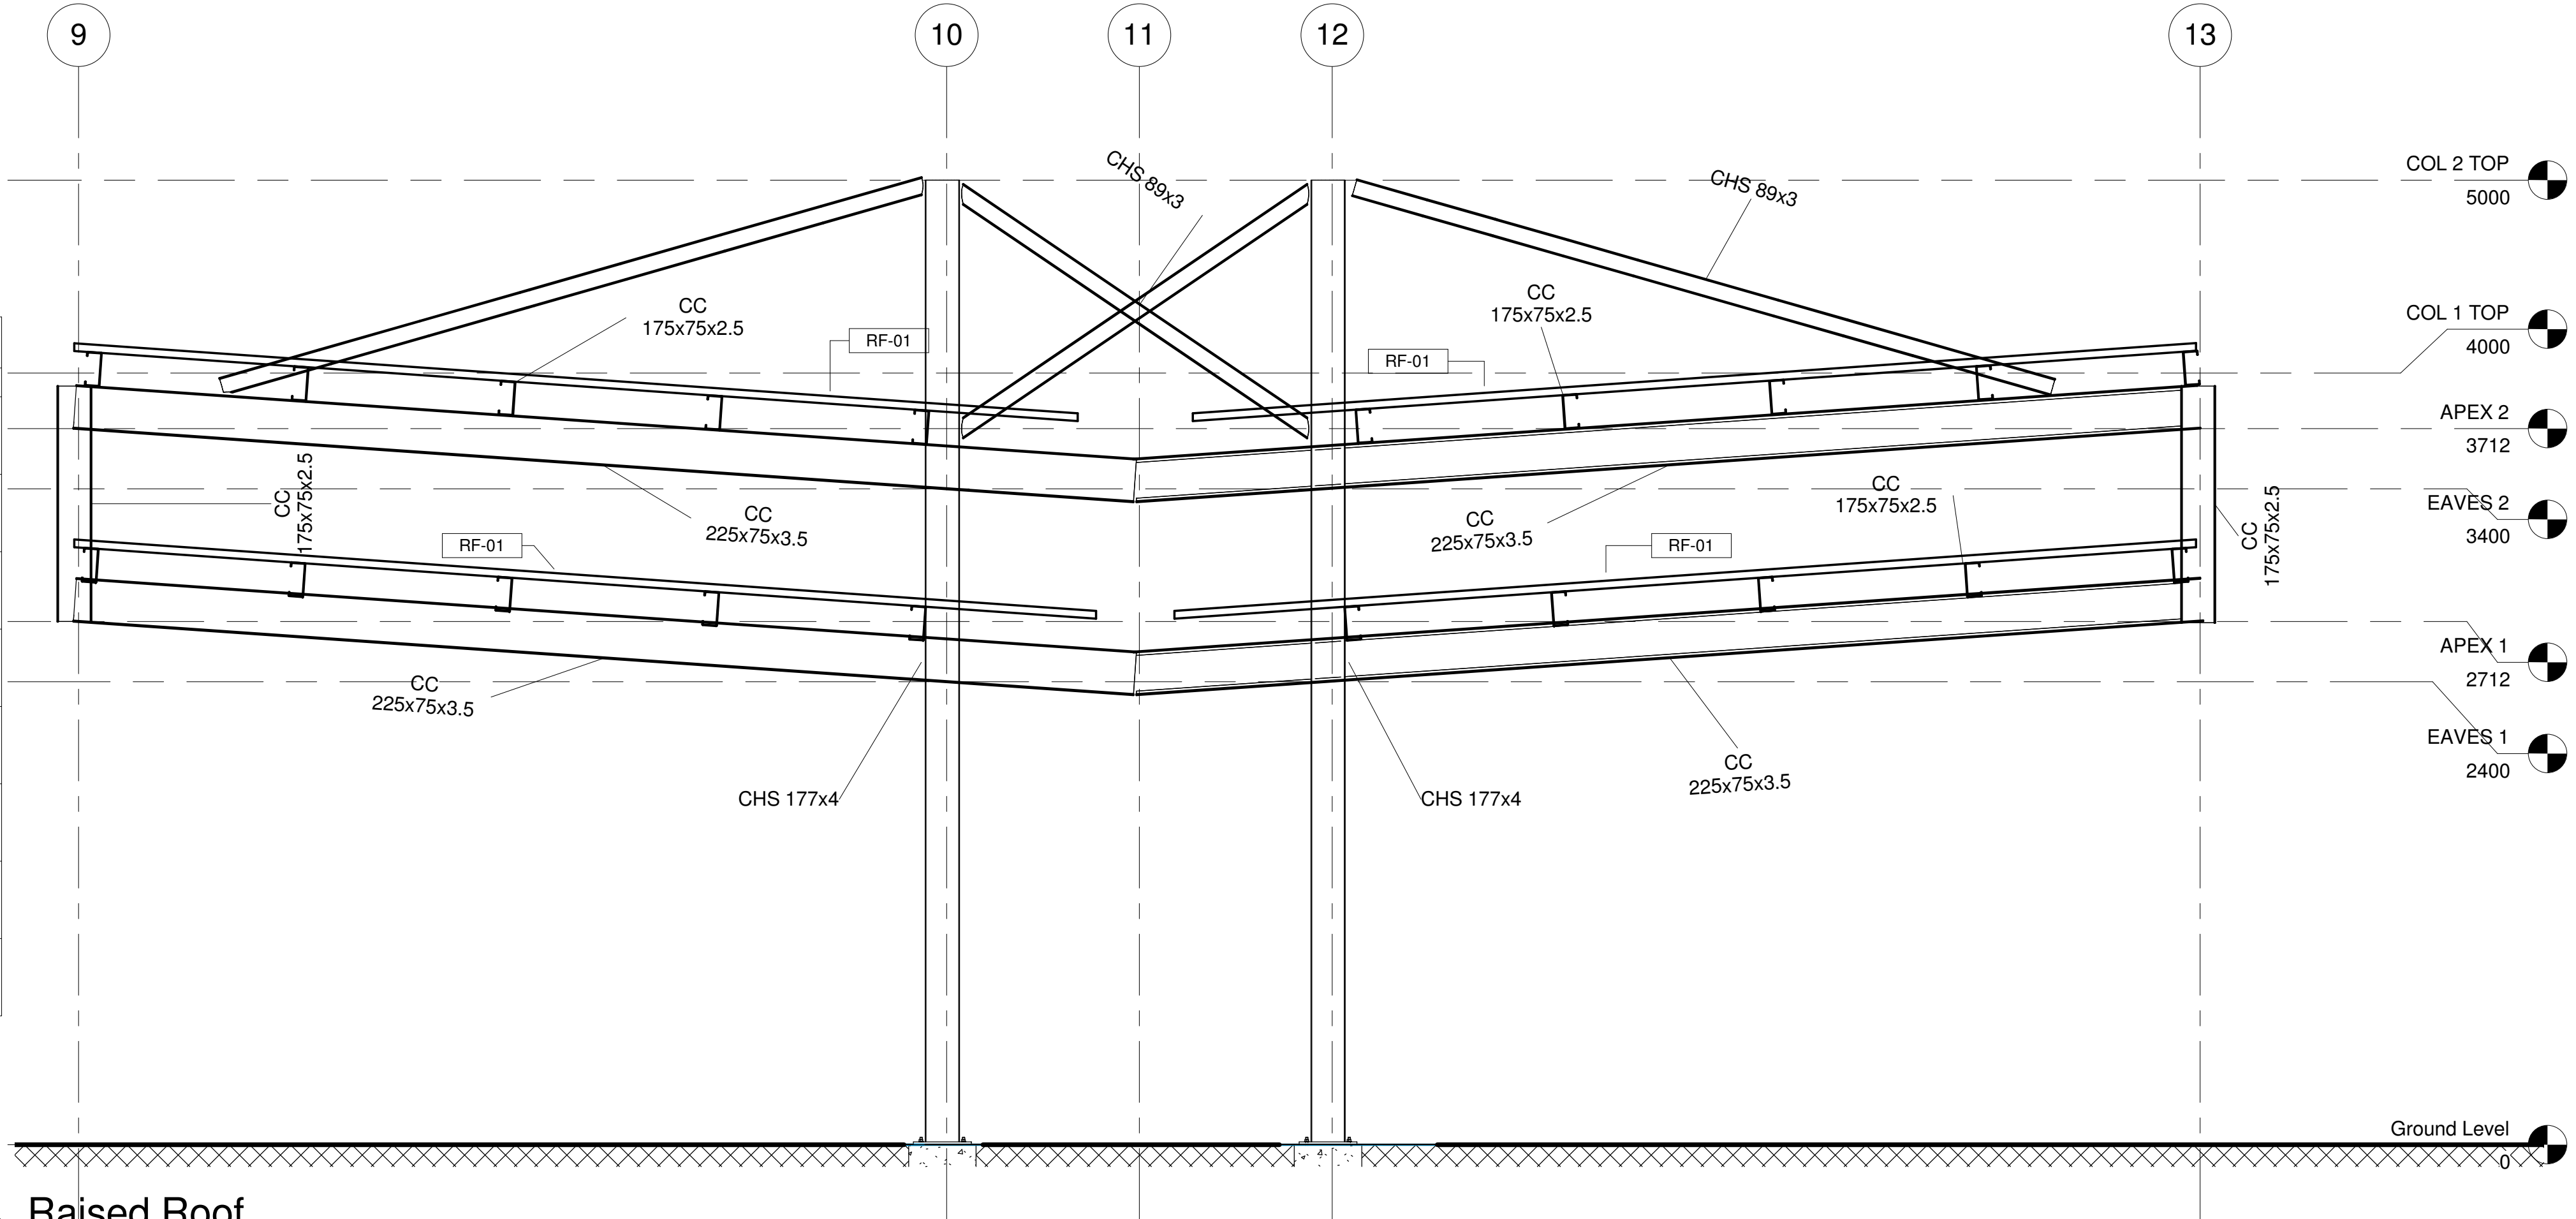 9
10
11
12
13
CHS 89x3
CHS 89x3
COL 2 TOP
5000
CC
175x75x2.5
RF-01
RF-01
CC
175x75x2.5
COL 1 TOP
4000
APEX 2
3712
CC
175x75x2.5
CC
225x75x3.5
CC
225x75x3.5
CC
175x75x2.5
CC
175x75x2.5
EAVES 2
3400
RF-01
RF-01
APEX 1
2712
CC
225x75x3.5
CC
225x75x3.5
EAVES 1
2400
CHS 177x4
CHS 177x4
Ground Level
0
Raised Roof